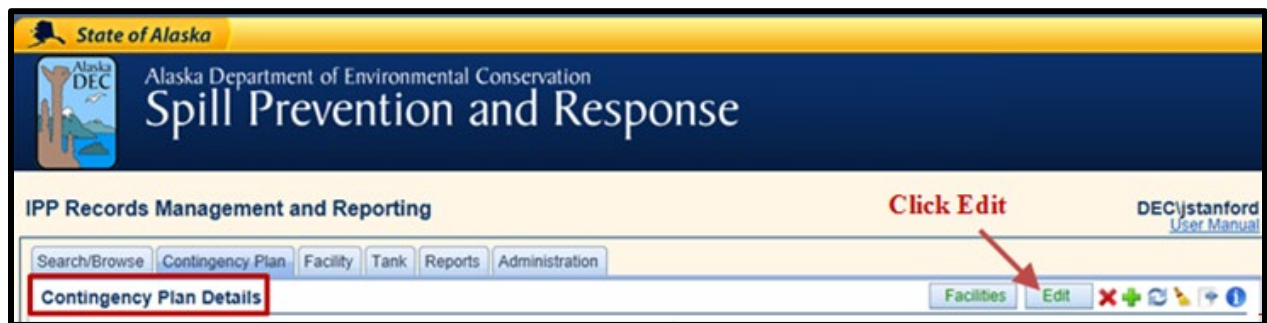 State of Alaska
Alaska
DEC
Alaska Department of Environmental Conservation
Spill Prevention and Response
IPP Records Management and Reporting
Click Edit
DEC\jstanford
User Manual
Search/Browse Contingency Plan Facility Tank Reports Administration
Contingency Plan Details
Facilities Edit